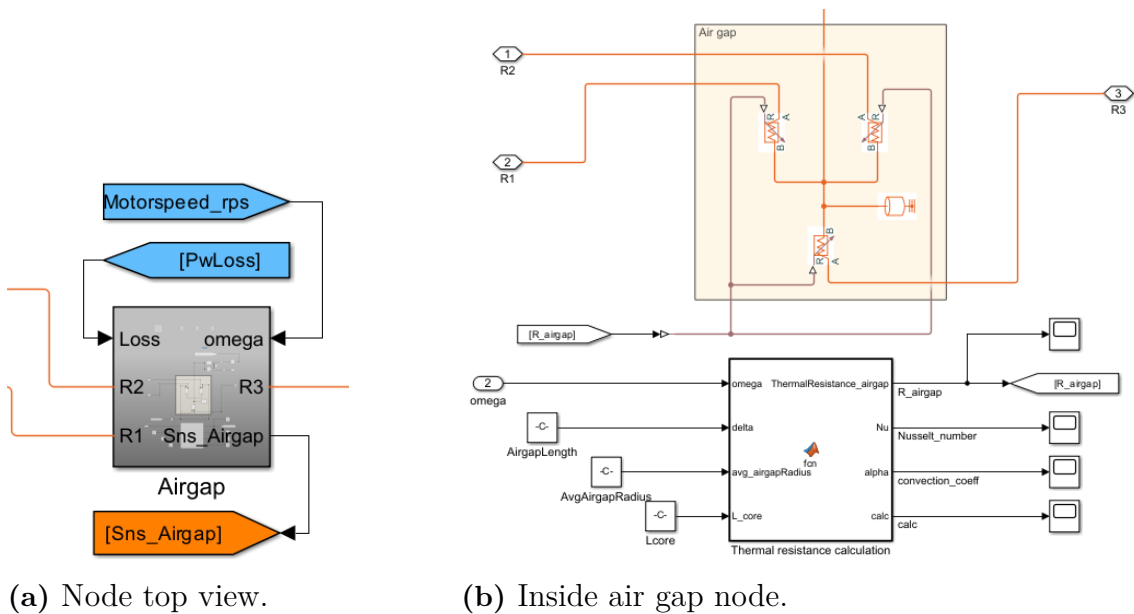 Motorspeed_rps
[PwLoss]
Loss
omega
R2
R3
R1
Sns_Airgap
Airgap
[Sns_Airgap]
(a) Node top view.
Air gap
1
R2
2
R1
3
R3
R
A
B
R
A
B
B
R
A
[R_airgap]
2
omega
-C-
AirgapLength
-C-
AvgAirgapRadius
-C-
Lcore
omega
ThermalResistance_airgap
delta
Nu
avg_airgapRadius
alpha
L_core
calc
fcn
Thermal resistance calculation
R_airgap
[R_airgap]
Nusselt_number
convection_coeff
calc
(b) Inside air gap node.